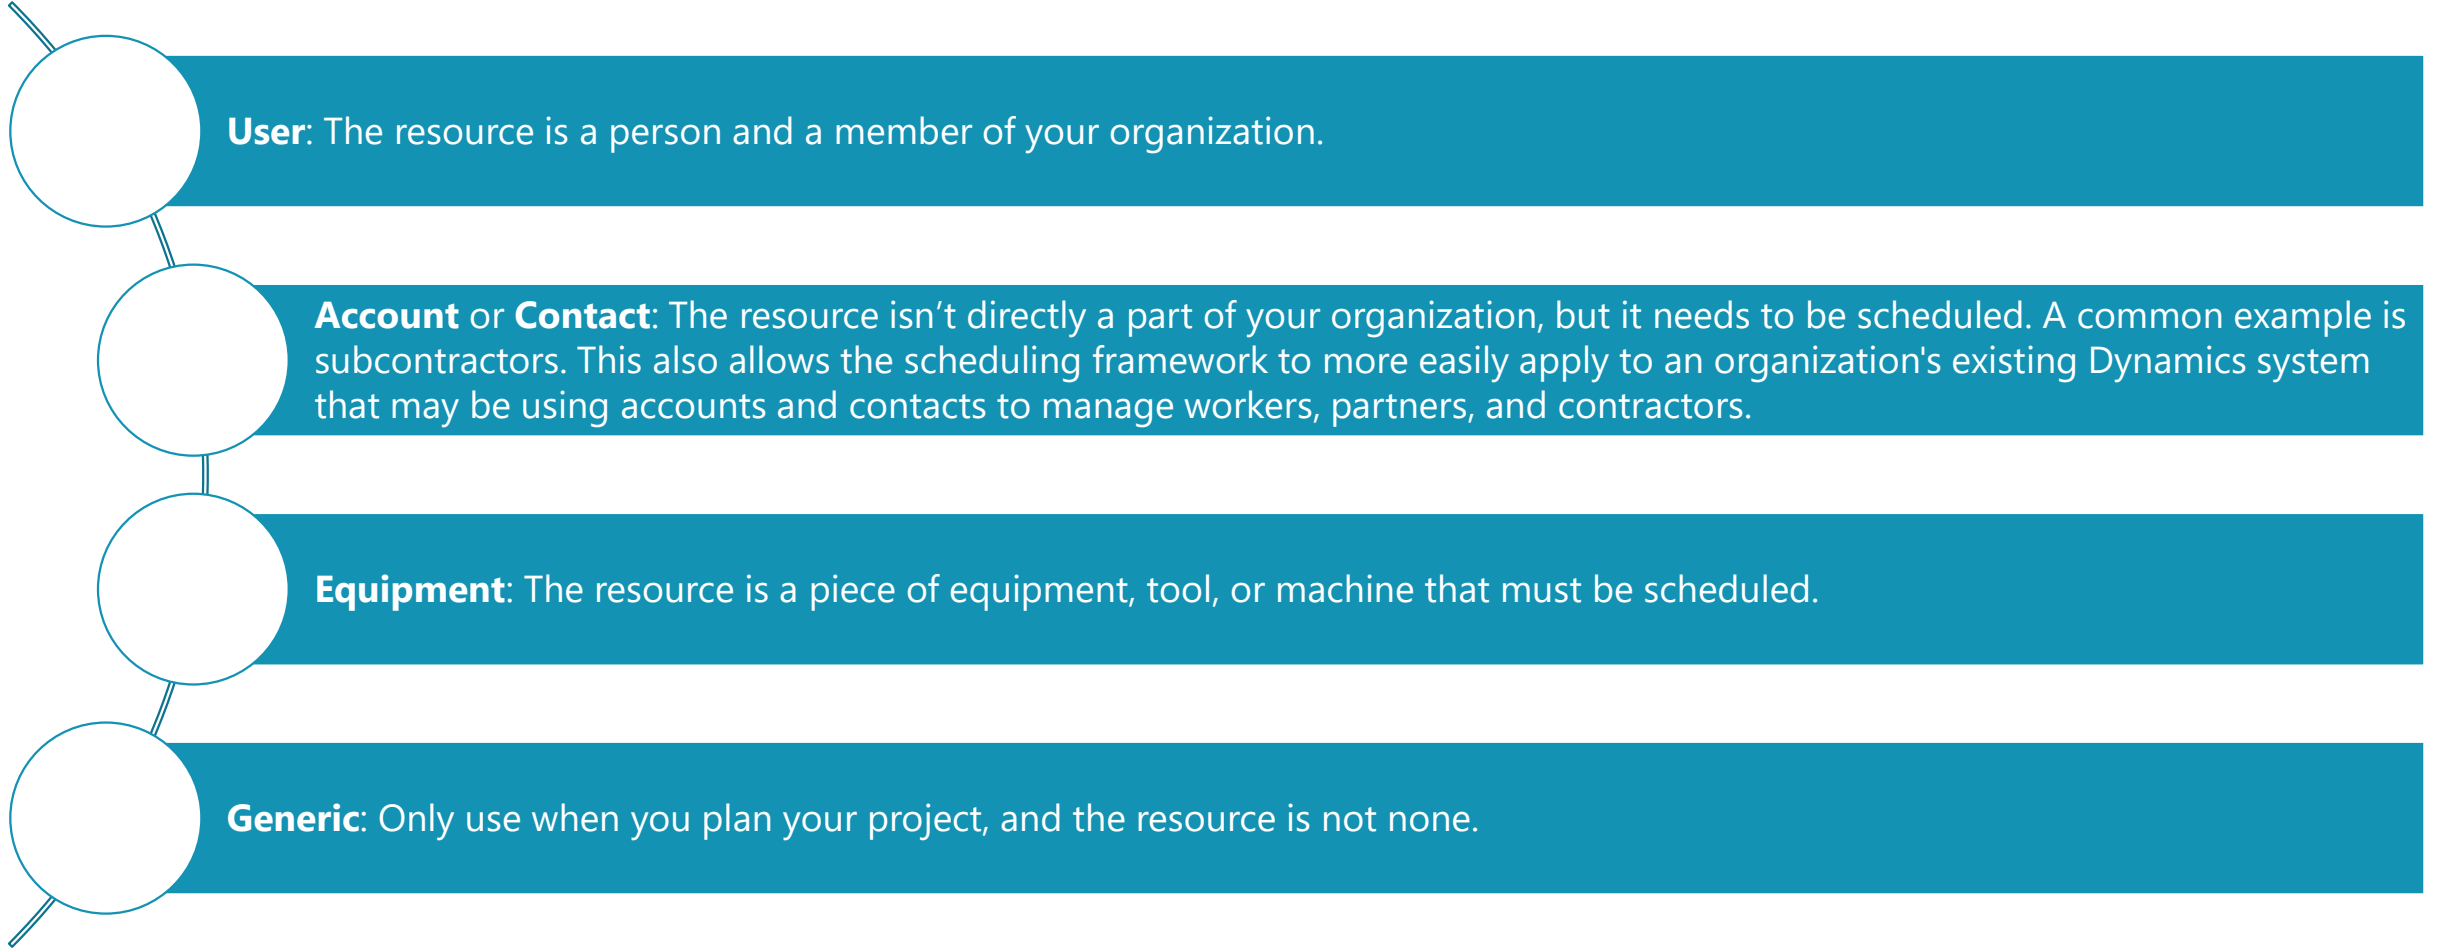 User: The resource is a person and a member of your organization.
Account or Contact: The resource isn’t directly a part of your organization, but it needs to be scheduled. A common example is
subcontractors. This also allows the scheduling framework to more easily apply to an organization's existing Dynamics system
that may be using accounts and contacts to manage workers, partners, and contractors.
Equipment: The resource is a piece of equipment, tool, or machine that must be scheduled.
Generic: Only use when you plan your project, and the resource is not none.